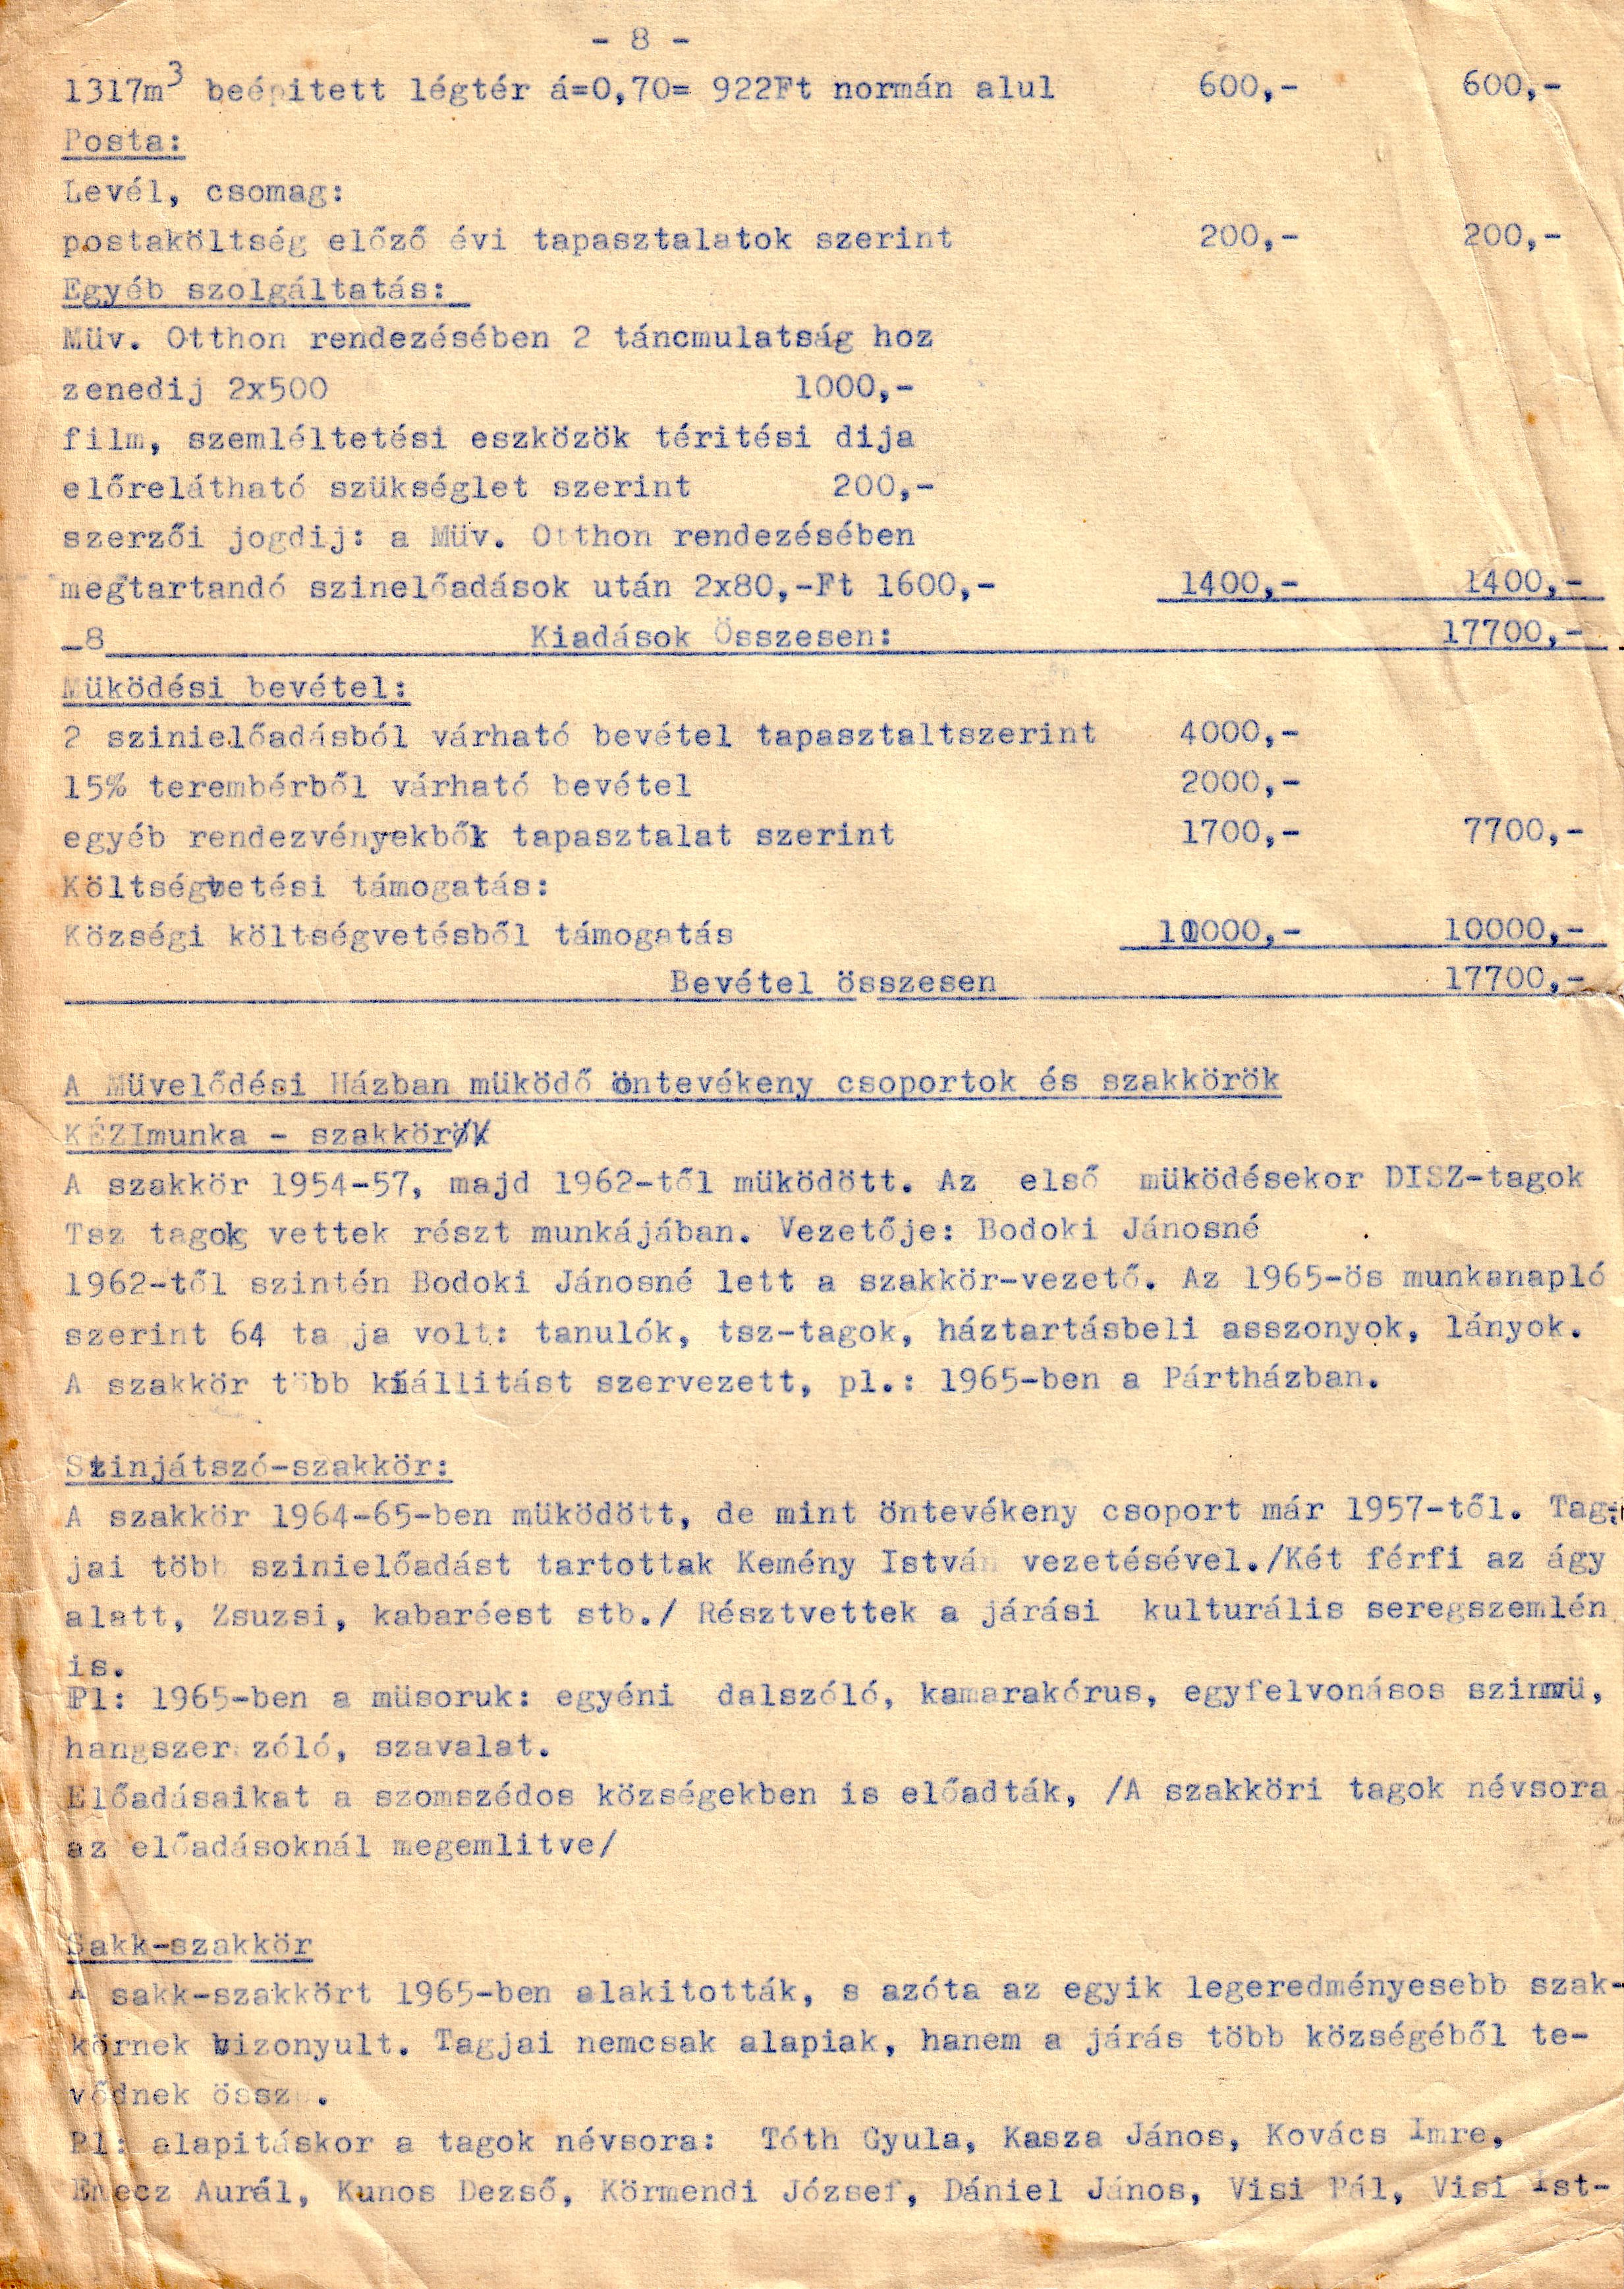 - 8 -
1317m3 beépitett légtér á=0,70= 922Ft normán alul 600,- 600,-
Posta:
Levél, csomag:
postaköltség előző évi tapasztalatok szerint 200,- 200,-
Egyéb szolgáltatás:
Müv. Otthon rendezésében 2 táncmulatság hoz
zenedij 2x500 1000,-
film, szemléltetési eszközök téritési dija
előrelátható szükséglet szerint 200,-
szerzői jogdij: a Müv. Otthon rendezésében
megtartandó szinelőadások után 2x80,-Ft 1600,- 1400,- 1400,-
-8 Kiadások Összesen: 17700,-
Müködési bevétel:
2 szinielőadásból várható bevétel tapasztaltszerint 4000,-
15% terembérből várható bevétel 2000,-
egyéb rendezvényekből tapasztalat szerint 1700,- 7700,-
Költségvetési támogatás:
Községi költségvetésből támogatás 10000,- 10000,-
Bevétel összesen 17700,-
A Müvelődési Házban müködő öntevékeny csoportok és szakkörök
KÉZImunka - szakkör
A szakkör 1954-57, majd 1962-től müködött. Az első müködésekor DISZ-tagok
Tsz tagok vettek részt munkájában. Vezetője: Bodoki Jánosné
1962-től szintén Bodoki Jánosné lett a szakkör-vezető. Az 1965-ös munkanapló
szerint 64 ta ja volt: tanulók, tsz-tagok, háztartásbeli asszonyok, lányok.
A szakkör több kiállitást szervezett, pl.: 1965-ben a Pártházban.
Szinjátszó-szakkör:
A szakkör 1964-65-ben müködött, de mint öntevékeny csoport már 1957-től. Tag-
jai több szinielőadást tartottak Kemény István vezetésével./Két férfi az ágy
alatt, Zsuzsi, kabaréest stb./ Résztvettek a járási kulturális seregszemlén
is.
Pl: 1965-ben a müsoruk: egyéni dalszóló, kamarakórus, egyfelvonásos szinmü,
hangszer zóló, szavalat.
Előadásaikat a szomszédos községekben is előadták, /A szakköri tagok névsora
az előadásoknál megemlitve/
Sakk-szakkör
A sakk-szakkört 1965-ben alakitották, s azóta az egyik legeredményesebb szak-
körnek bizonyult. Tagjai nemcsak alapiak, hanem a járás több községéből te-
vődnek össz .
Pl: alapitáskor a tagok névsora: Tóth Gyula, Kasza János, Kovács Imre,
Aurál, Kunos Dezső, Körmendi József, Dániel János, Visi Pál, Visi Ist-